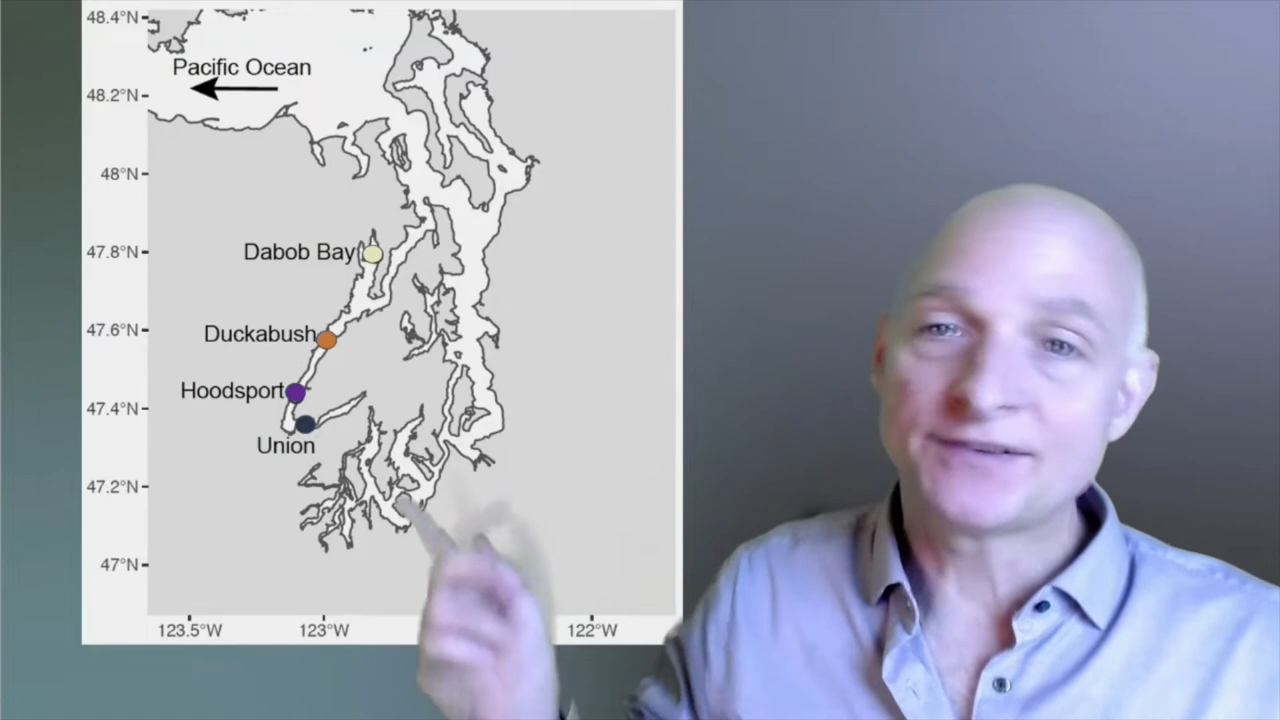 48.4°N
Pacific Ocean
48.2°N
48°N
Dabob Bay
47.8°N
Duckabush
47.6°N
Hoodsport
47.4°N
Union
47.2°N
47°N
123.5°W
123°W
122°W